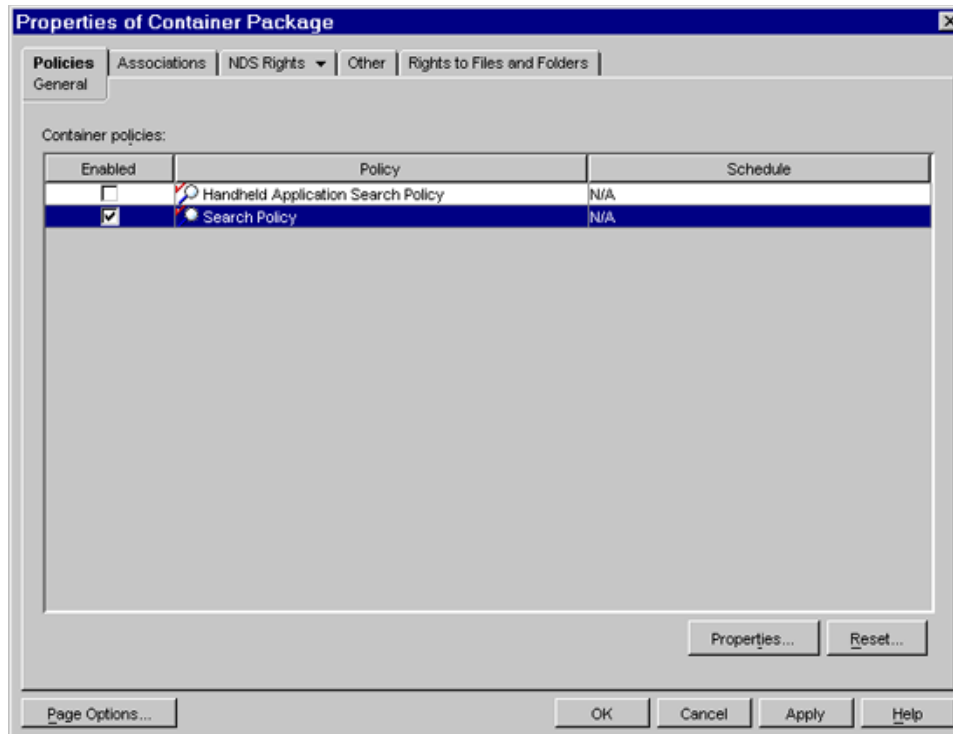 Properties of Container Package
Policies Associations NDS Rights Other Rights to Files and Folders
General
Container policies:
Enabled Policy Schedule
Handheld Application Search Policy N/A
Search Policy N/A
Properties... Reset...
Page Options... OK Cancel Apply Help